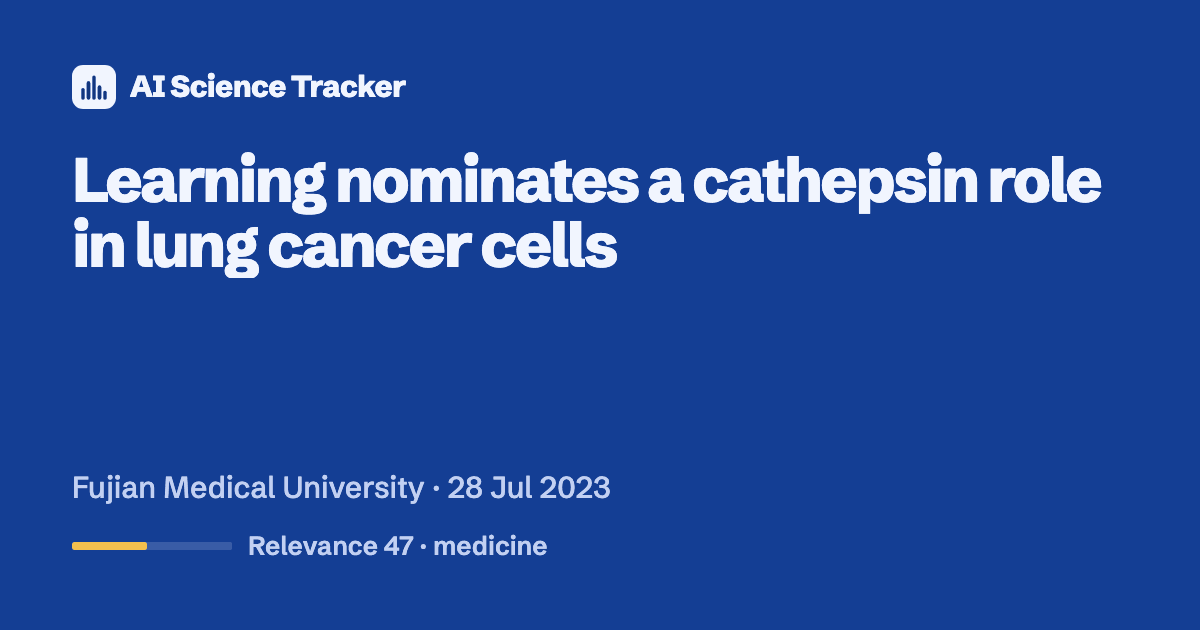 AI Science Tracker
Learning nominates a cathepsin role
in lung cancer cells
Fujian Medical University · 28 Jul 2023
Relevance 47 · medicine